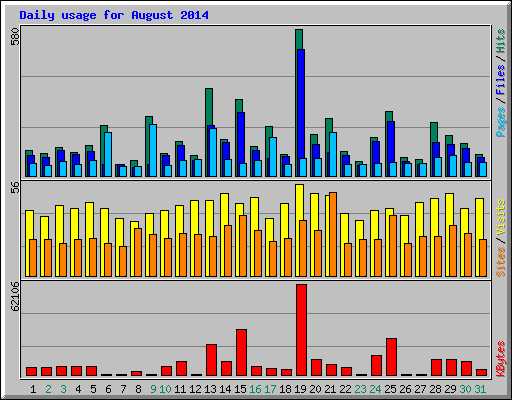 Daily usage for August 2014
580
Pages / Files / Hits
56
Sites / Visits
62106
KBytes
1 2 3 4 5 6 7 8 9 10 11 12 13 14 15 16 17 18 19 20 21 22 23 24 25 26 27 28 29 30 31